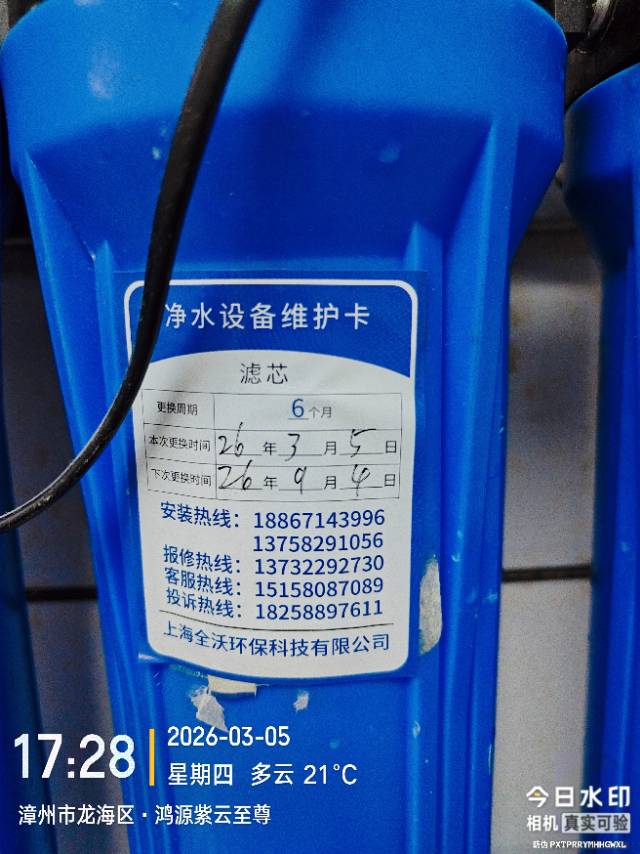 净水设备维护卡
滤芯
更换周期 6个月
本次更换时间 26年3月5日
下次更换时间 26年9月4日
安装热线：18867143996
13758291056
报修热线：13732292730
客服热线：15158087089
投诉热线：18258897611
上海全沃环保科技有限公司
17:28
2026-03-05
星期四 多云 21℃
漳州市龙海区·鸿源紫云至尊
今日水印
相机 真实可验
防伪 PXTPRRYMHHGWXL